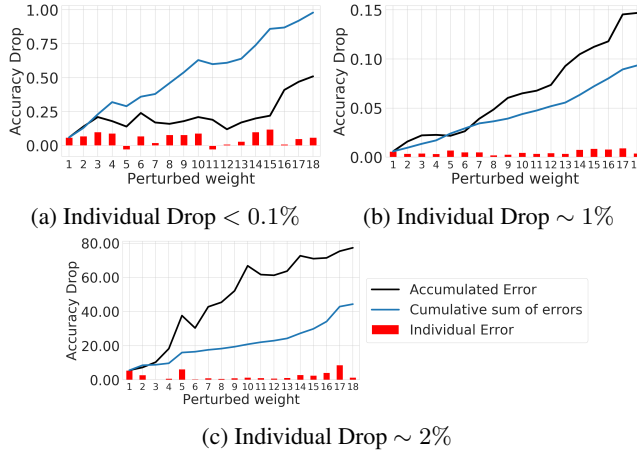 1.00
0.75
0.50
0.25
0.00
Accuracy Drop
1 2 3 4 5 6 7 8 9 10 11 12 13 14 15 16 17 18
Perturbed weight
(a) Individual Drop < 0.1%
0.15
0.10
0.05
0.00
Accuracy Drop
1 2 3 4 5 6 7 8 9 10 11 12 13 14 15 16 17
Perturbed weight
(b) Individual Drop ∼ 1%
80.00
60.00
40.00
20.00
0.00
Accuracy Drop
1 2 3 4 5 6 7 8 9 10 11 12 13 14 15 16 17 18
Perturbed weight
Accumulated Error
Cumulative sum of errors
Individual Error
(c) Individual Drop ∼ 2%